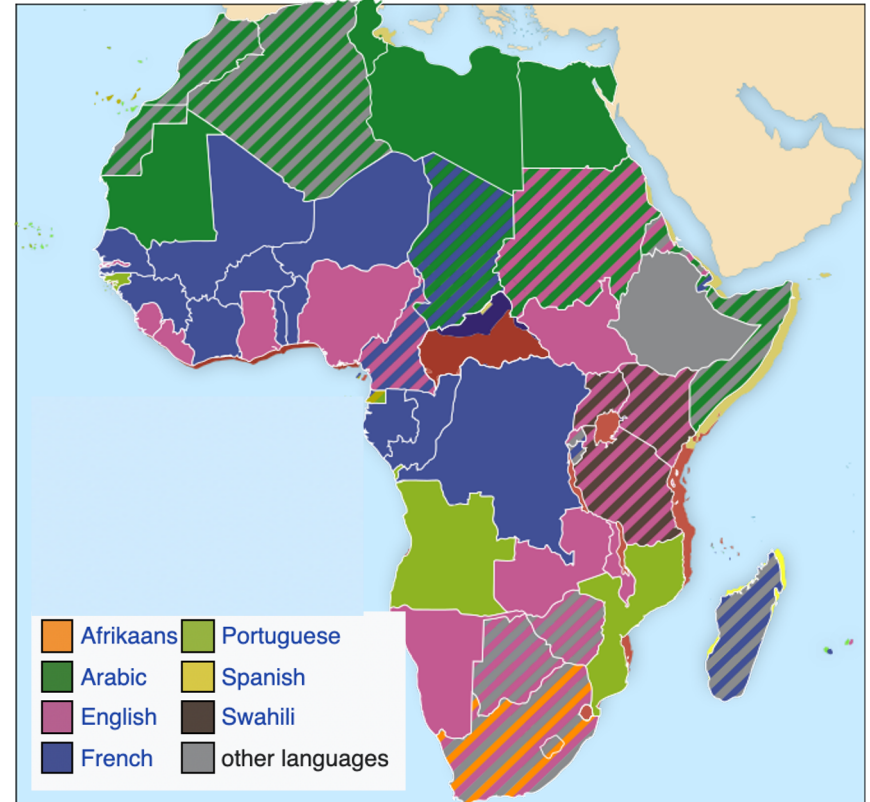 Afrikaans
Portuguese
Arabic
Spanish
English
Swahili
French
other languages